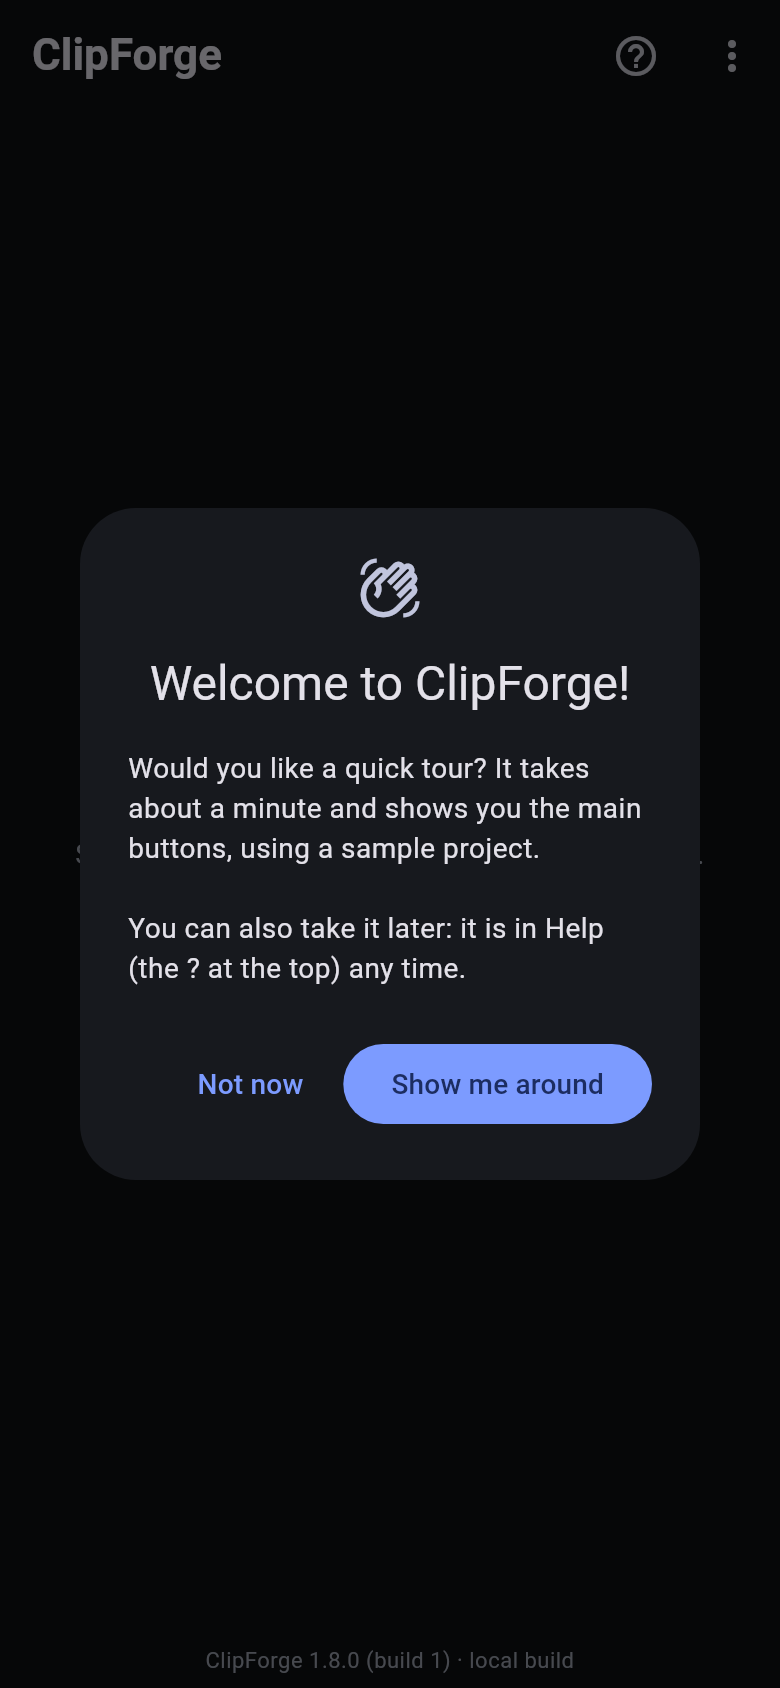 ClipForge
Welcome to ClipForge!
Would you like a quick tour? It takes
about a minute and shows you the main
buttons, using a sample project.
You can also take it later: it is in Help
(the ? at the top) any time.
Not now
Show me around
ClipForge 1.8.0 (build 1) · local build